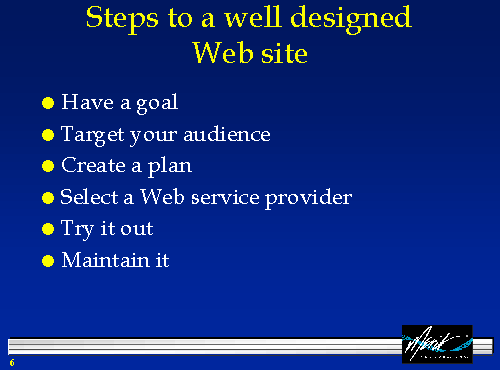 Steps to a well designed
Web site
Have a goal
Target your audience
Create a plan
Select a Web service provider
Try it out
Maintain it
6